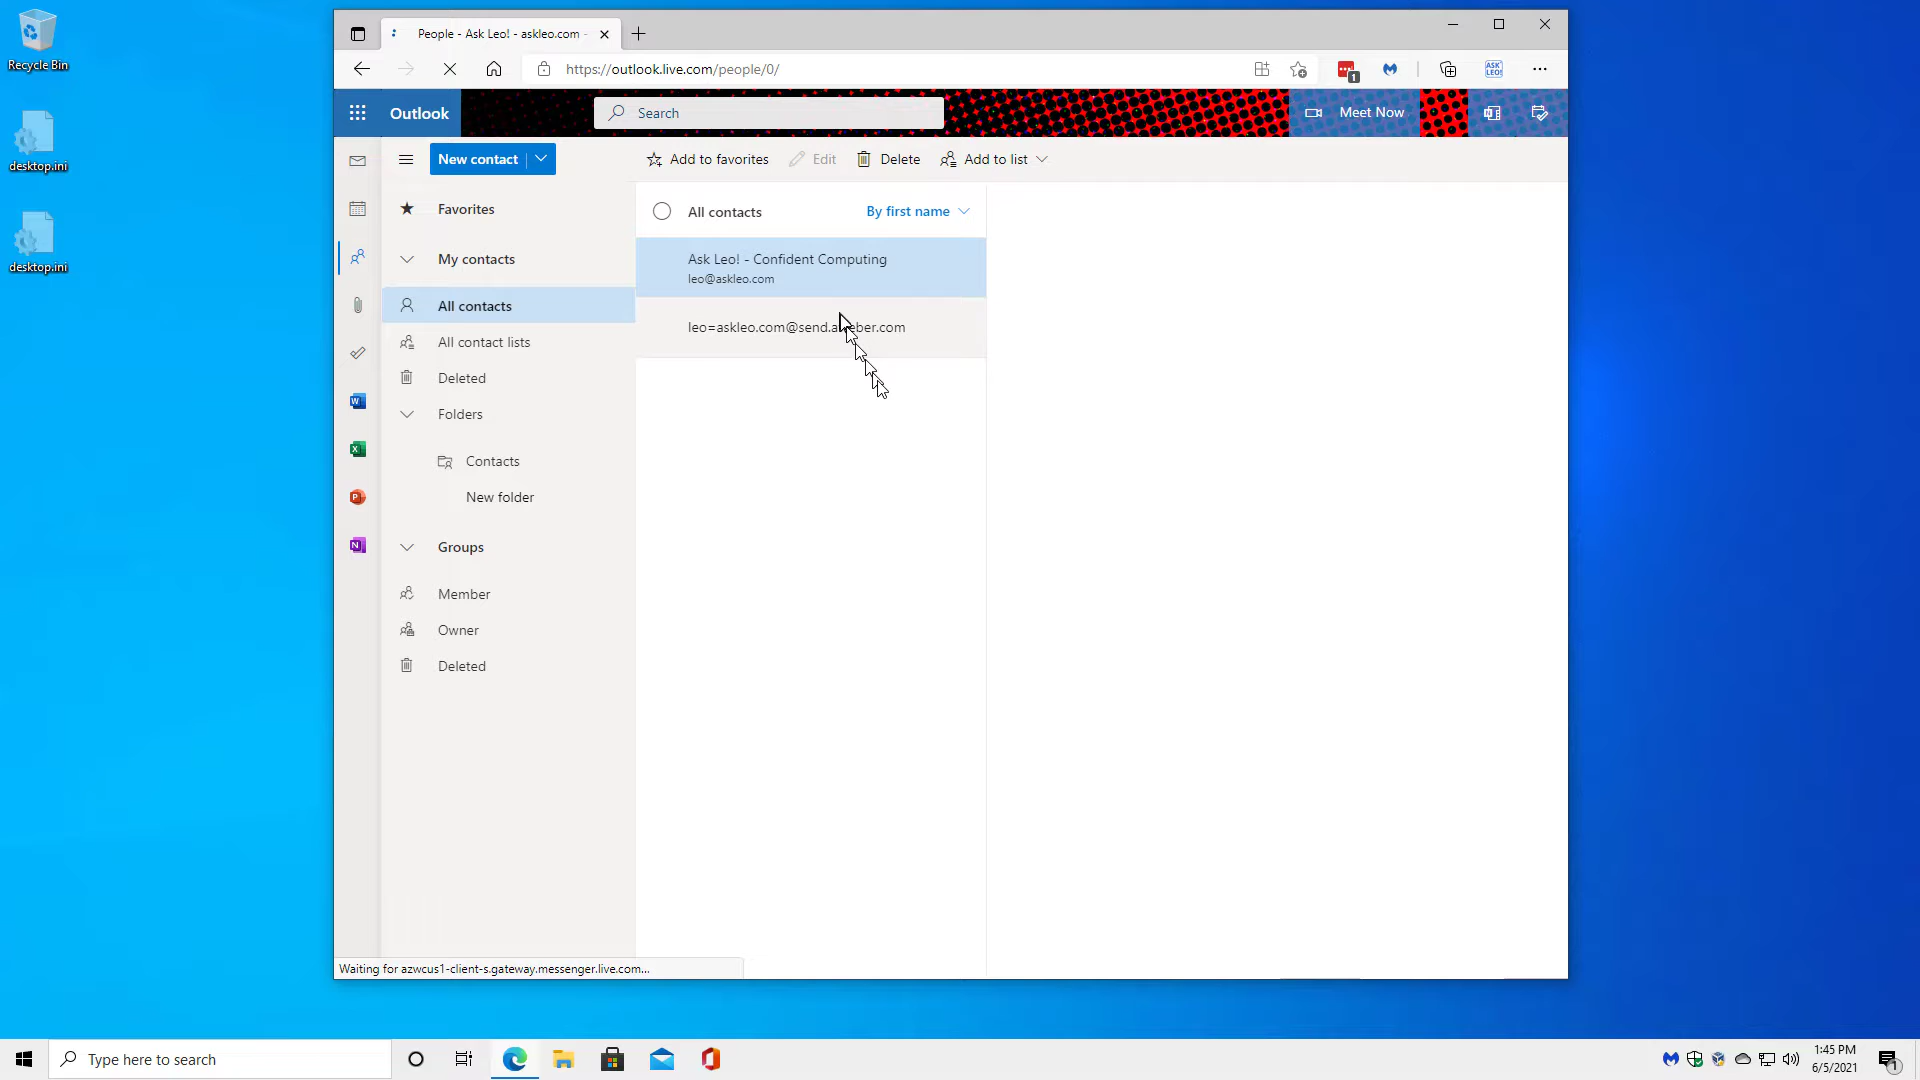 Recycle Bin
desktop.ini
desktop.ini
People - Ask Leo! - askleo.com -
https://outlook.live.com/people/0/
1
ASK
LEO!
Outlook
Search
Meet Now
New contact
Add to favorites
Edit
Delete
Add to list
Favorites
My contacts
All contacts
All contact lists
Deleted
Folders
Contacts
New folder
Groups
Member
Owner
Deleted
All contacts
By first name
Ask Leo! - Confident Computing
leo@askleo.com
Waiting for azwcus1-client-s.gateway.messenger.live.com...
Type here to search
1:45 PM
6/5/2021
1